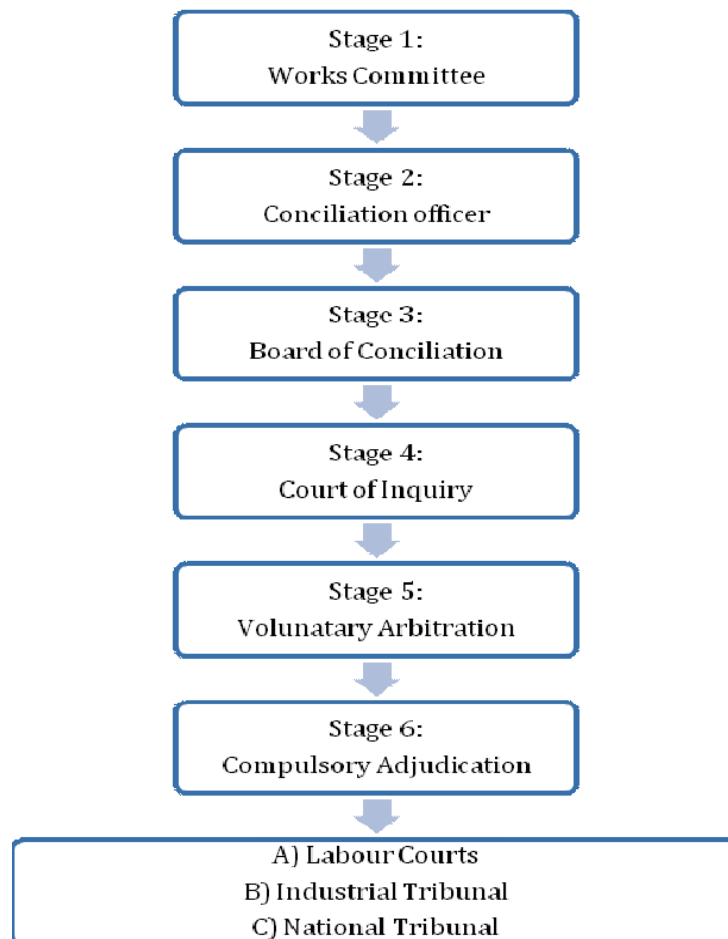 Stage 1:
Works Committee
Stage 2:
Conciliation officer
Stage 3:
Board of Conciliation
Stage 4:
Court of Inquiry
Stage 5:
Volunatary Arbitration
Stage 6:
Compulsory Adjudication
A) Labour Courts
B) Industrial Tribunal
C) National Tribunal